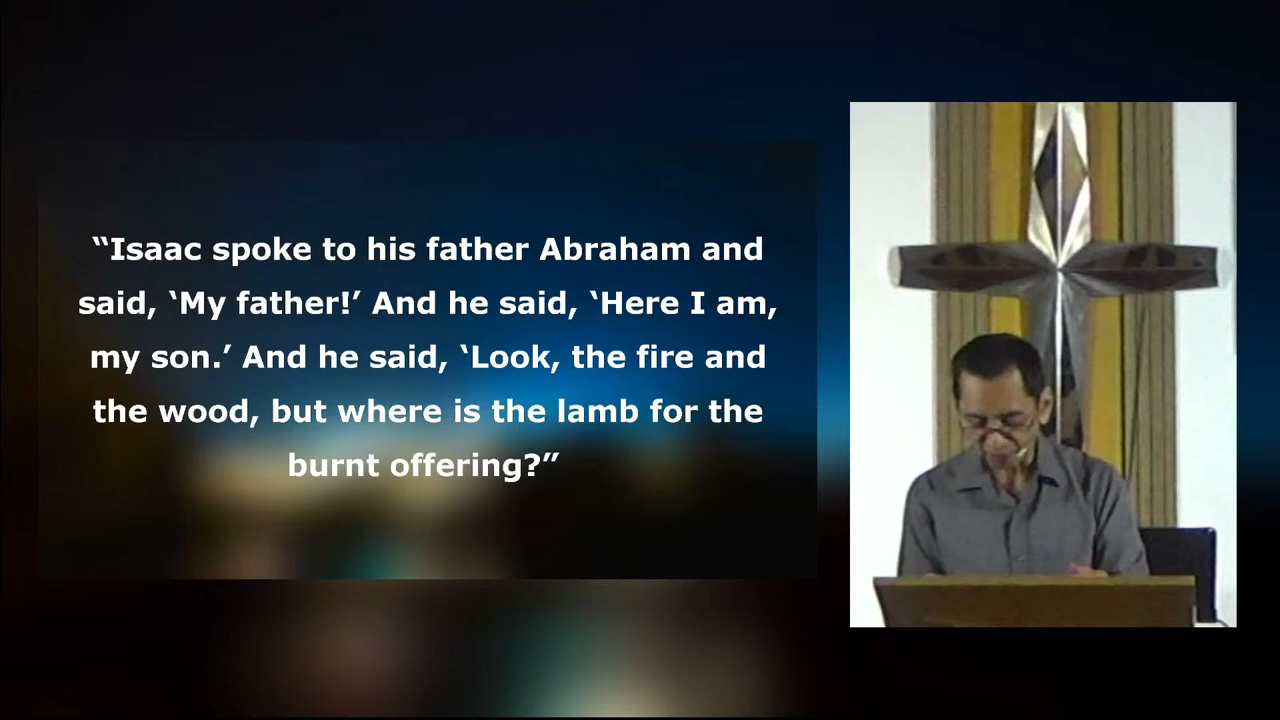 “Isaac spoke to his father Abraham and
said, ‘My father!’ And he said, ‘Here I am,
my son.’ And he said, ‘Look, the fire and
the wood, but where is the lamb for the
burnt offering?”